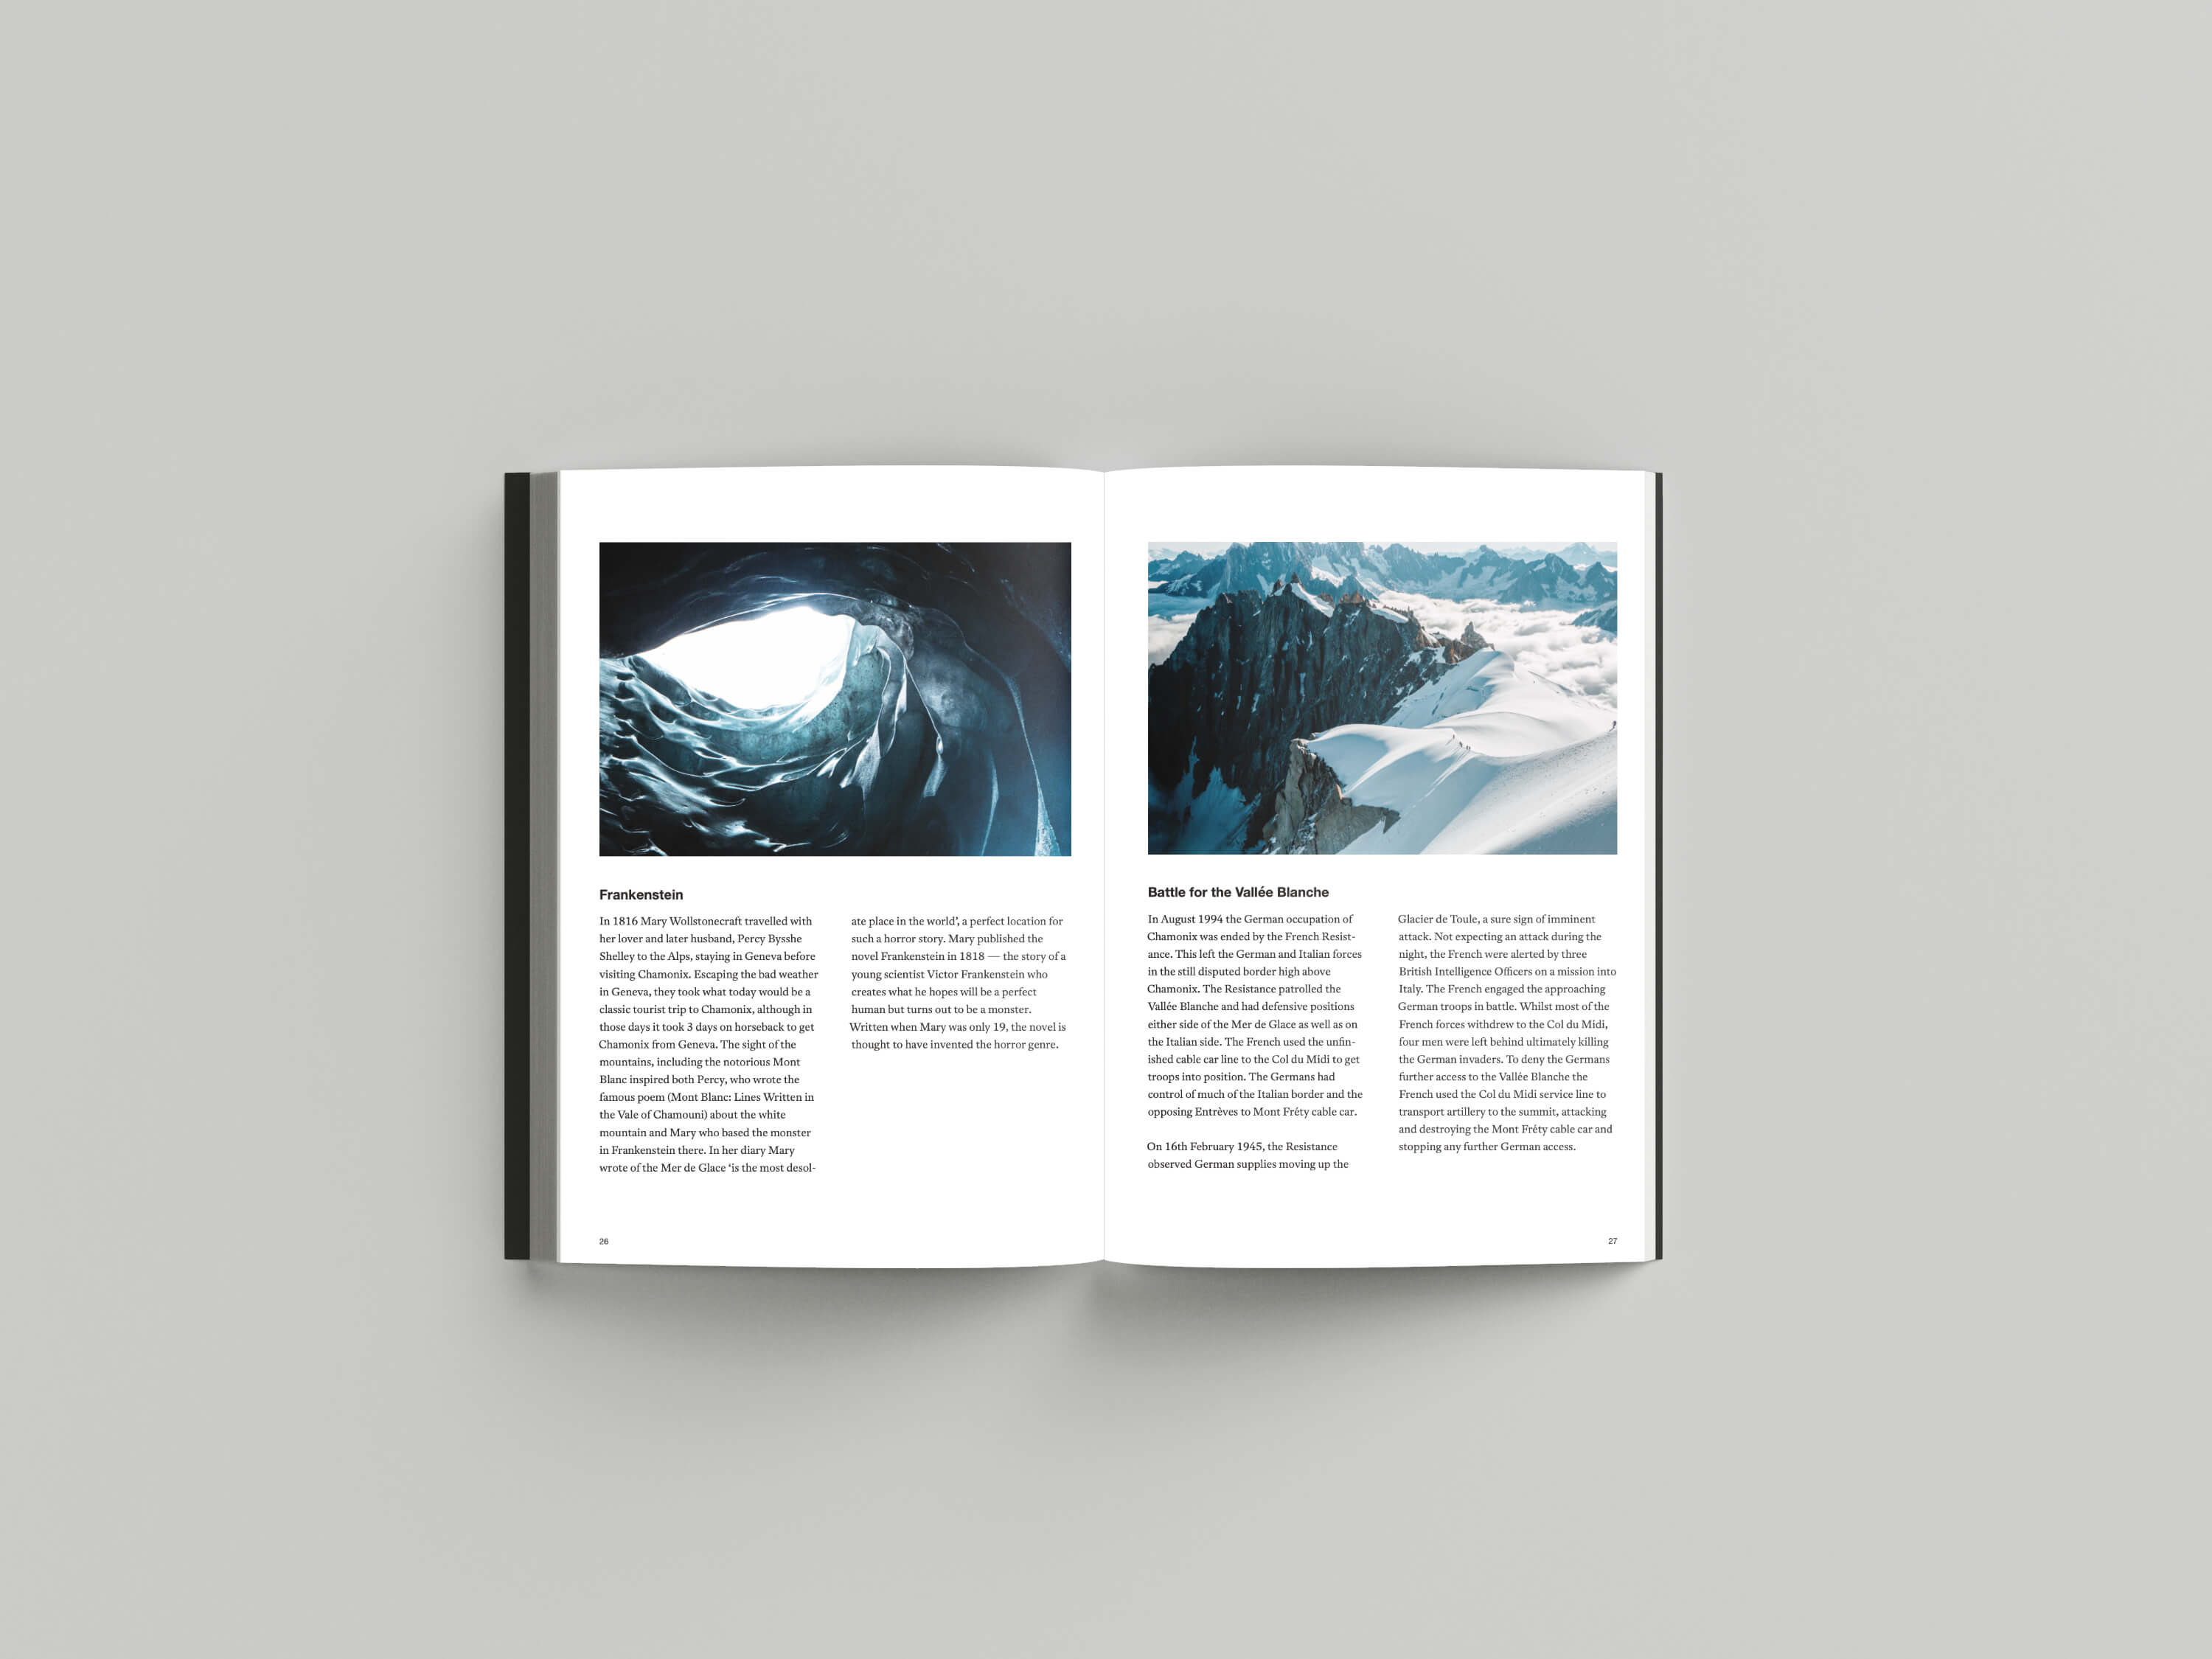 Frankenstein
In 1816 Mary Wollstonecraft travelled with
her lover and later husband, Percy Bysshe
Shelley to the Alps, staying in Geneva before
visiting Chamonix. Escaping the bad weather
in Geneva, they took what today would be a
classic tourist trip to Chamonix, although in
those days it took 3 days on horseback to get
Chamonix from Geneva. The sight of the
mountains, including the notorious Mont
Blanc inspired both Percy, who wrote the
famous poem (Mont Blanc: Lines Written in
the Vale of Chamouni) about the white
mountain and Mary who based the monster
in Frankenstein there. In her diary Mary
wrote of the Mer de Glace ‘is the most desol-
ate place in the world’, a perfect location for
such a horror story. Mary published the
novel Frankenstein in 1818 — the story of a
young scientist Victor Frankenstein who
creates what he hopes will be a perfect
human but turns out to be a monster.
Written when Mary was only 19, the novel is
thought to have invented the horror genre.
26
Battle for the Vallée Blanche
In August 1994 the German occupation of
Chamonix was ended by the French Resist-
ance. This left the German and Italian forces
in the still disputed border high above
Chamonix. The Resistance patrolled the
Vallée Blanche and had defensive positions
either side of the Mer de Glace as well as on
the Italian side. The French used the unfin-
ished cable car line to the Col du Midi to get
troops into position. The Germans had
control of much of the Italian border and the
opposing Entrèves to Mont Fréty cable car.
On 16th February 1945, the Resistance
observed German supplies moving up the
Glacier de Toule, a sure sign of imminent
attack. Not expecting an attack during the
night, the French were alerted by three
British Intelligence Officers on a mission into
Italy. The French engaged the approaching
German troops in battle. Whilst most of the
French forces withdrew to the Col du Midi,
four men were left behind ultimately killing
the German invaders. To deny the Germans
further access to the Vallée Blanche the
French used the Col du Midi service line to
transport artillery to the summit, attacking
and destroying the Mont Fréty cable car and
stopping any further German access.
27